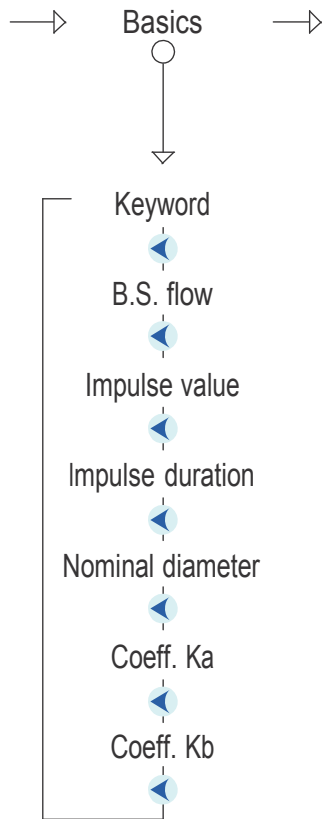 Basics
Keyword
B.S. flow
Impulse value
Impulse duration
Nominal diameter
Coeff. Ka
Coeff. Kb